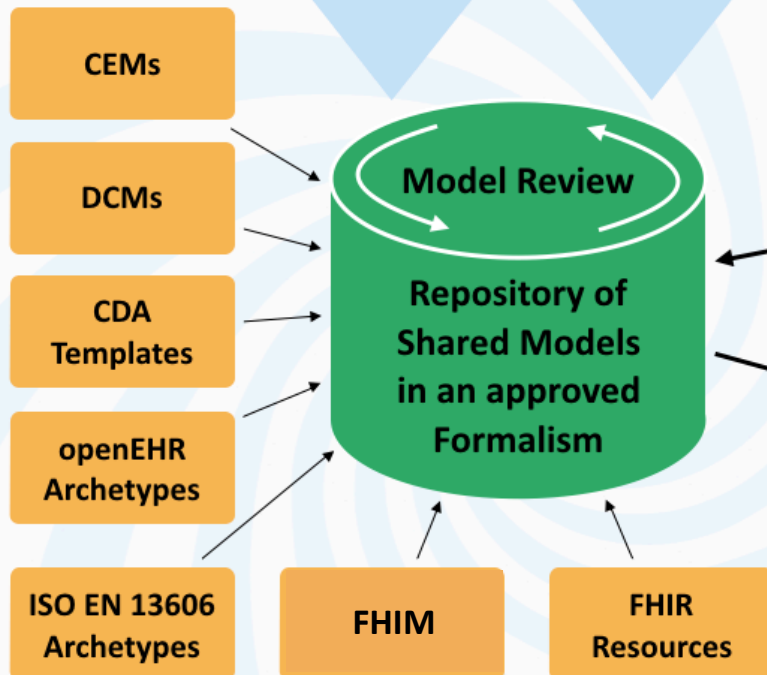 CEMs
DCMs
CDA
Templates
openEHR
Archetypes
ISO EN 13606
Archetypes
FHIM
FHIR
Resources
Model Review
Repository of
Shared Models
in an approved
Formalism